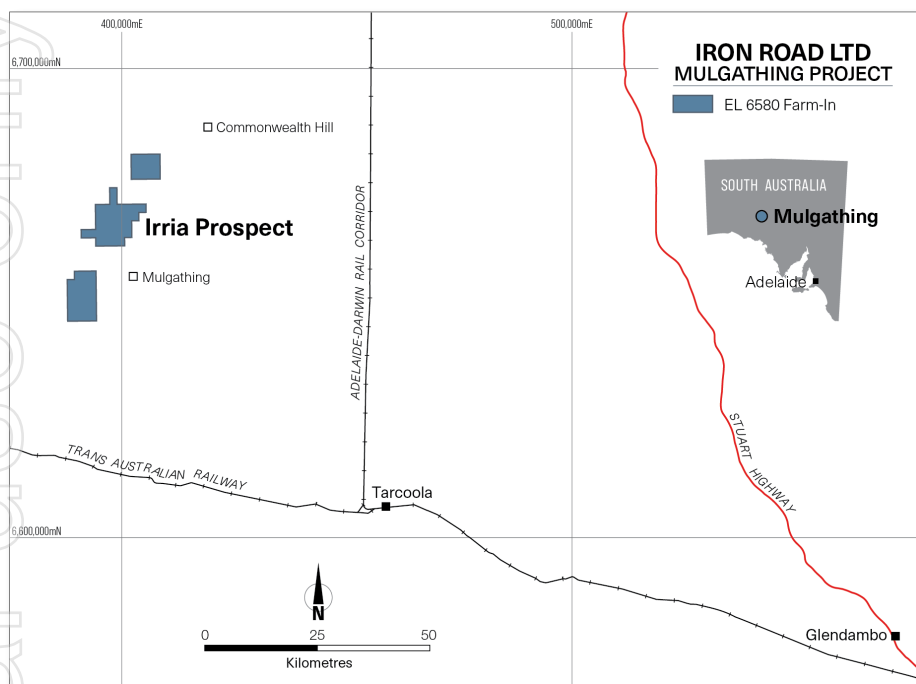 400,000mE
500,000mE
IRON ROAD LTD
MULGATHING PROJECT
6,700,000mN
EL 6580 Farm-In
Commonwealth Hill
SOUTH AUSTRALIA
Mulgathing
Irria Prospect
ADELAIDE-DARWIN RAIL CORRIDOR
Mulgathing
Adelaide
STUART HIGHWAY
TRANS AUSTRALIAN RAILWAY
Tarcoola
6,600,000mN
N
0 25 50
Kilometres
Glendambo